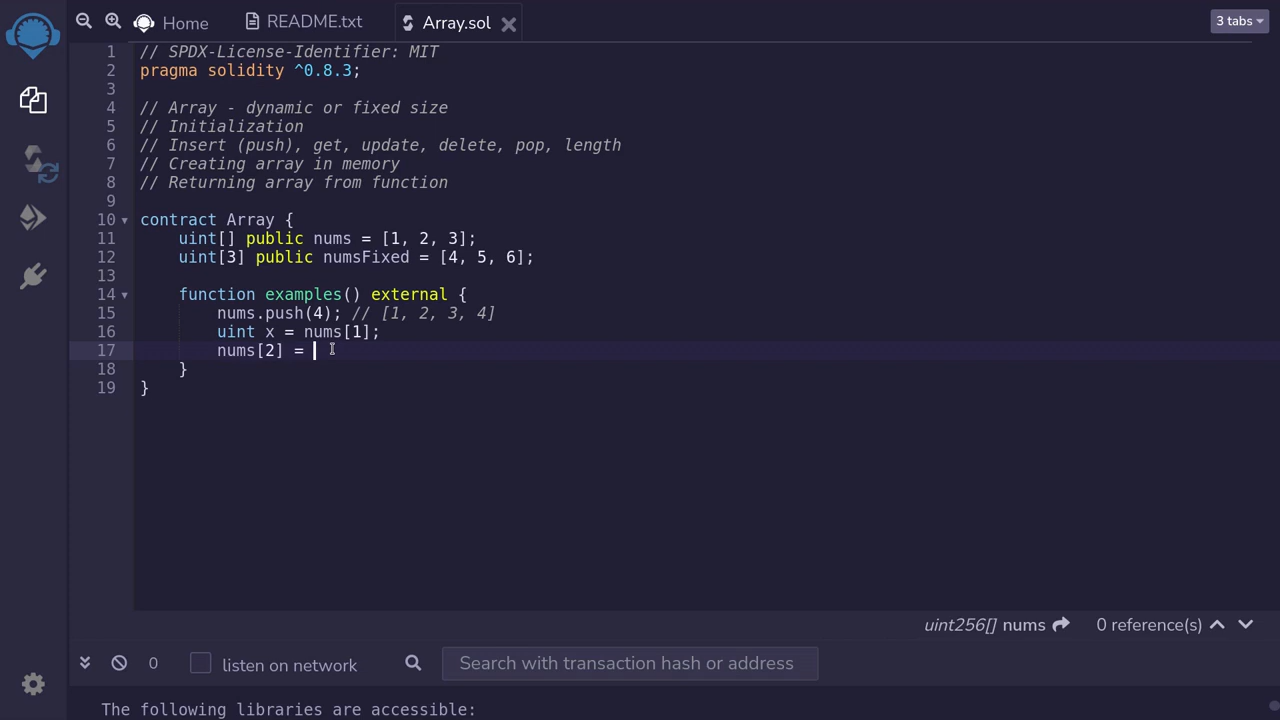 Home README.txt Array.sol 3 tabs
1 // SPDX-License-Identifier: MIT
2 pragma solidity ^0.8.3;
3
4 // Array - dynamic or fixed size
5 // Initialization
6 // Insert (push), get, update, delete, pop, length
7 // Creating array in memory
8 // Returning array from function
9
10 contract Array {
11 uint[] public nums = [1, 2, 3];
12 uint[3] public numsFixed = [4, 5, 6];
13
14 function examples() external {
15 nums.push(4); // [1, 2, 3, 4]
16 uint x = nums[1];
17 nums[2] =
18 }
19 }
uint256[] nums 0 reference(s)
0 listen on network Search with transaction hash or address
The following libraries are accessible: